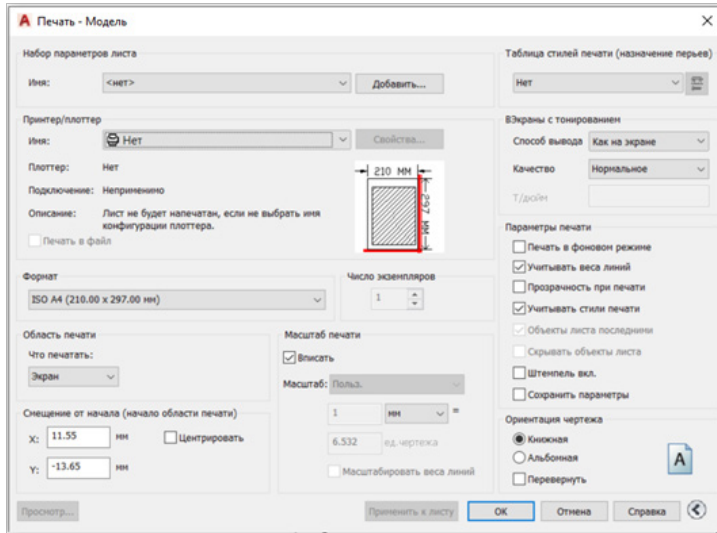 Печать - Модель
Набор параметров листа
Имя: <нет> Добавить...
Принтер/плоттер
Имя: Нет Свойства...
Плоттер: Нет
Подключение: Неприменимо
Описание: Лист не будет напечатан, если не выбрать имя
конфигурации плоттера.
Печать в файл
210 MM
297 MM
Формат
ISO A4 (210.00 x 297.00 мм)
Число экземпляров
1
Область печати
Что печатать:
Экран
Масштаб печати
Вписать
Масштаб: Польз.
1 мм =
6.532 ед. чертежа
Масштабировать веса линий
Смещение от начала (начало области печати)
X: 11.55 мм Центрировать
Y: -13.65 мм
Таблица стилей печати (назначение перьев)
Нет
ВЭкраны с тонированием
Способ вывода Как на экране
Качество Нормальное
Т/дюйм
Параметры печати
Печать в фоновом режиме
Учитывать веса линий
Прозрачность при печати
Учитывать стили печати
Объекты листа последними
Скрывать объекты листа
Штемпель вкл.
Сохранить параметры
Ориентация чертежа
Книжная
Альбомная
Перевернуть
A
Просмотр... Применить к листу ОК Отмена Справка